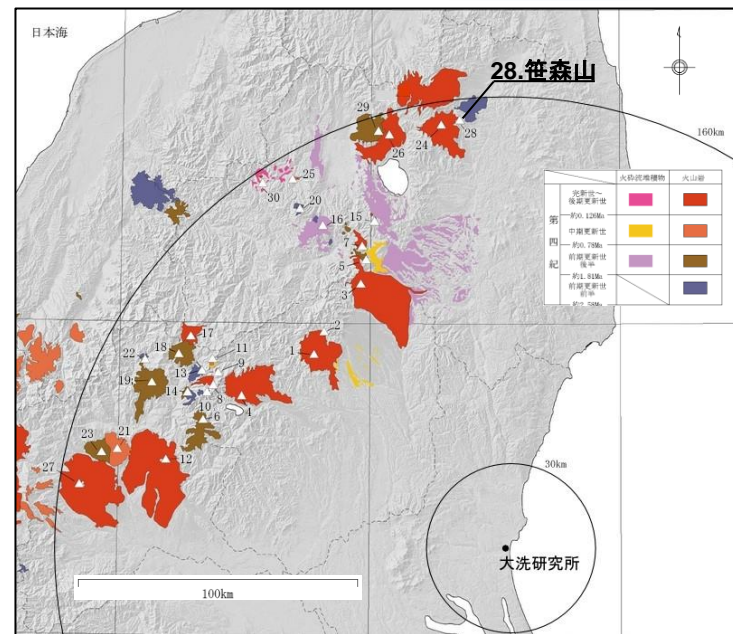 日本海
28.笹森山
160km
29
24
28
26
25
30
20
15
16
7
5
3
2
17
18
11
1
22
13
9
19
14
8
4
10
6
23
21
12
27
30km
大洗研究所
100km
火砕流堆積物
火山岩
第四紀
完新世～
後期更新世
約0.126Ma
中期更新世
約0.78Ma
前期更新世
後半
約1.81Ma
前期更新世
前半
約2.58Ma